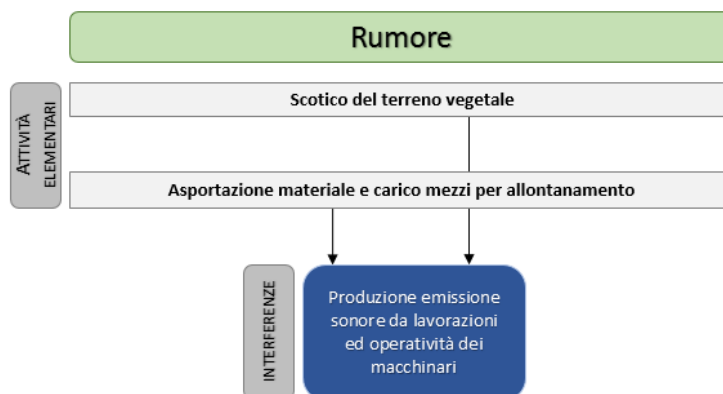 Rumore
ATTIVITÀ
ELEMENTARI
Scotico del terreno vegetale
Asportazione materiale e carico mezzi per allontanamento
INTERFERENZE
Produzione emissione
sonore da lavorazioni
ed operatività dei
macchinari